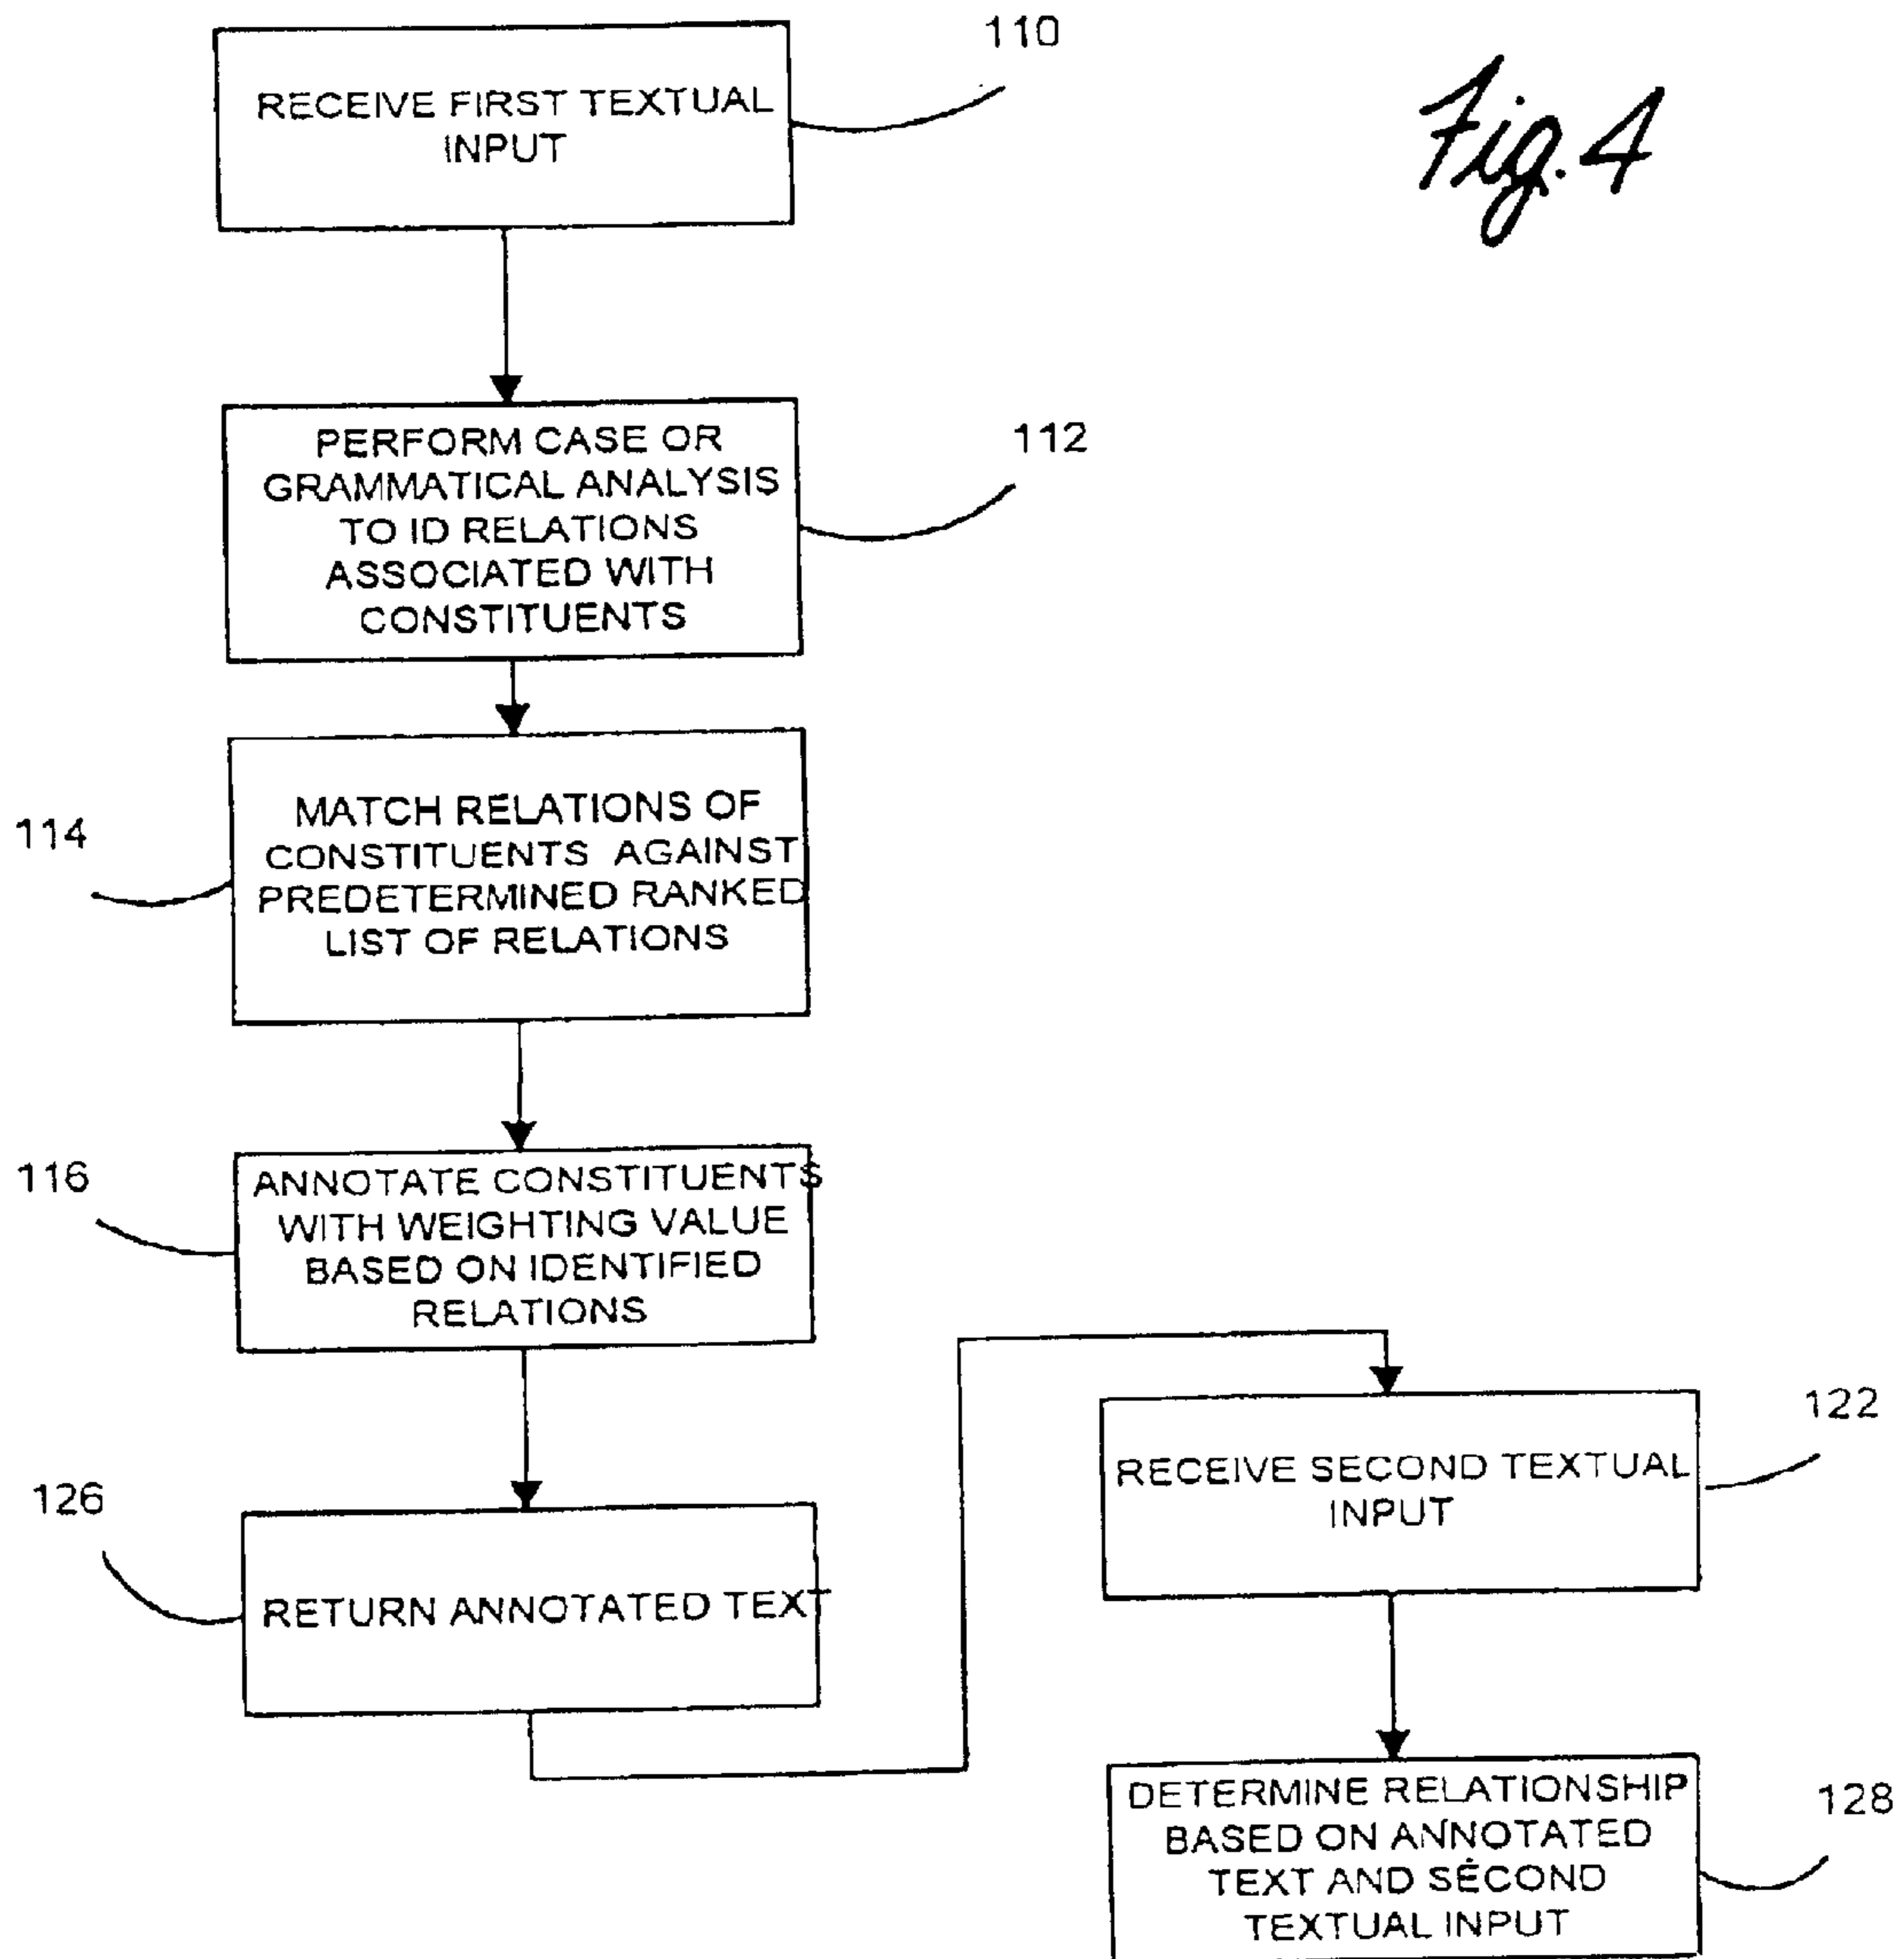 110
Fig. 4
RECEIVE FIRST TEXTUAL
INPUT
PERFORM CASE OR
GRAMMATICAL ANALYSIS
TO ID RELATIONS
ASSOCIATED WITH
CONSTITUENTS
112
MATCH RELATIONS OF
CONSTITUENTS AGAINST
PREDETERMINED RANKED
LIST OF RELATIONS
114
ANNOTATE CONSTITUENTS
WITH WEIGHTING VALUE
BASED ON IDENTIFIED
RELATIONS
116
126
RETURN ANNOTATED TEXT
122
RECEIVE SECOND TEXTUAL
INPUT
DETERMINE RELATIONSHIP
BASED ON ANNOTATED
TEXT AND SECOND
TEXTUAL INPUT
128